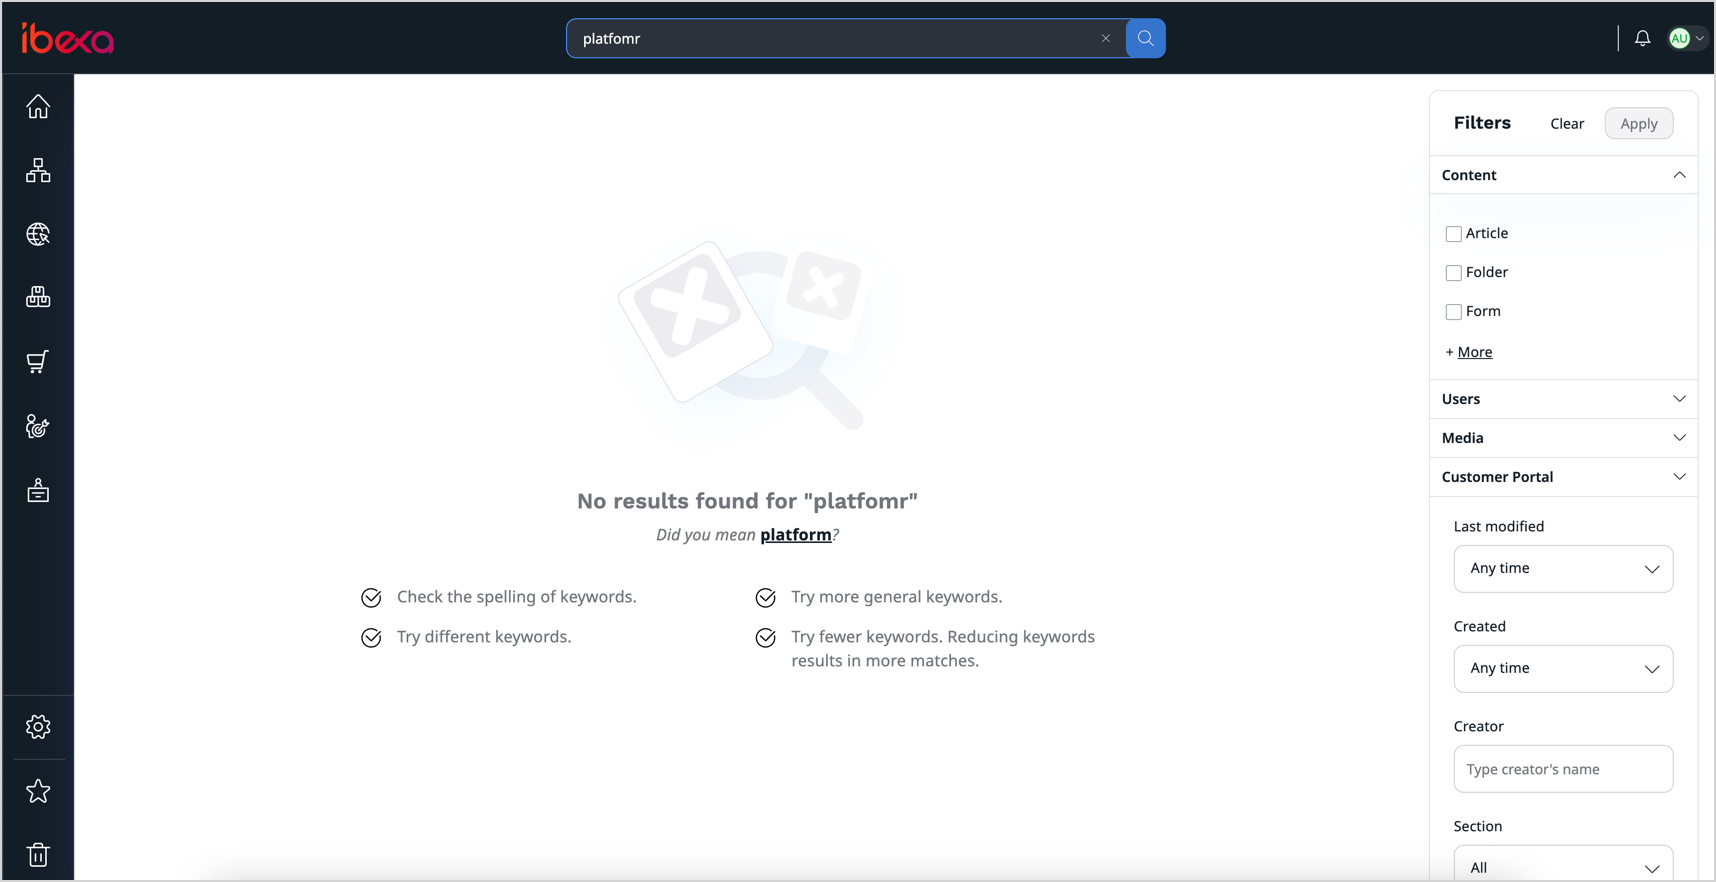 ibexa
platfomr
AU
Filters
Clear
Apply
Content
Article
Folder
Form
+ More
Users
Media
Customer Portal
Last modified
Any time
Created
Any time
Creator
Type creator's name
Section
All
No results found for "platfomr"
Did you mean platform?
Check the spelling of keywords.
Try different keywords.
Try more general keywords.
Try fewer keywords. Reducing keywords
results in more matches.